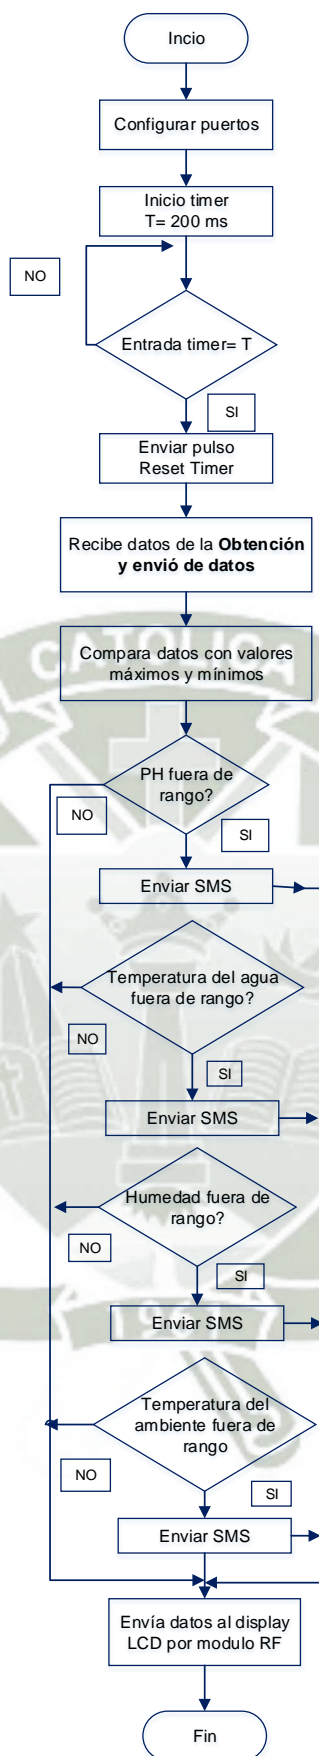 Incio
Configurar puertos
Inicio timer
T= 200 ms
NO
Entrada timer= T
SI
Enviar pulso
Reset Timer
Recibe datos de la Obtención
y envió de datos
CATOLICA
Compara datos con valores
máximos y mínimos
PH fuera de
rango?
NO
SI
Enviar SMS
Temperatura del agua
fuera de rango?
NO
SI
Enviar SMS
Humedad fuera de
rango?
NO
SI
Enviar SMS
Temperatura del
ambiente fuera de
rango
NO
SI
Enviar SMS
Envía datos al display
LCD por modulo RF
Fin